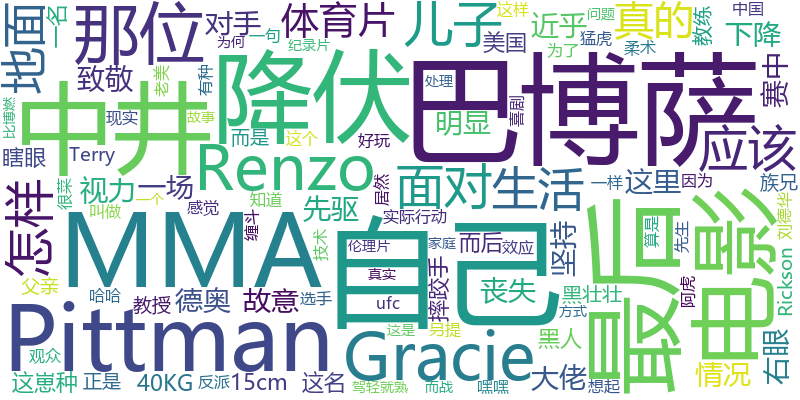 这样
问题
中国
对手
体育片
儿子
近乎
真的
教练
一名
那位
为何
一句
纪录片
美国
为了
猛虎
柔术
下降
地面
致敬
老美
有种
降伏
处理
喜剧
巴博萨
赛中
比博燃
现实
故事
中井
而是
这个
好玩
明显
应该
瞎眼
Terry
Renzo
居然
面对
生活
这里
一样
因为
族兄
怎样
很菜
叫做
一个
视力
一场
感觉
知道
缠斗
先驱
实际行动
而后
效应
坚持
算是
先生
刘德华
MMA
自己
最后
电影
父亲
哈哈
教授
德奥
故意
技术
选手
伦理片
真实
家庭
ufc
摔跤手
丧失
黑壮壮
方式
阿虎
Rickson
Pittman
Gracie
黑人
情况
右眼
观众
这崽种
正是
40KG
反派
15cm
这名
这是
驾轻就熟
另提
而战
嘿嘿
大佬
想起